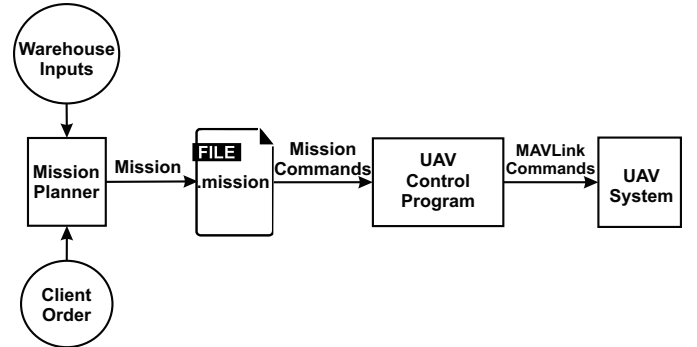 Warehouse
Inputs
Mission
Planner
Mission
FILE
.mission
Mission
Commands
UAV
Control
Program
MAVLink
Commands
UAV
System
Client
Order